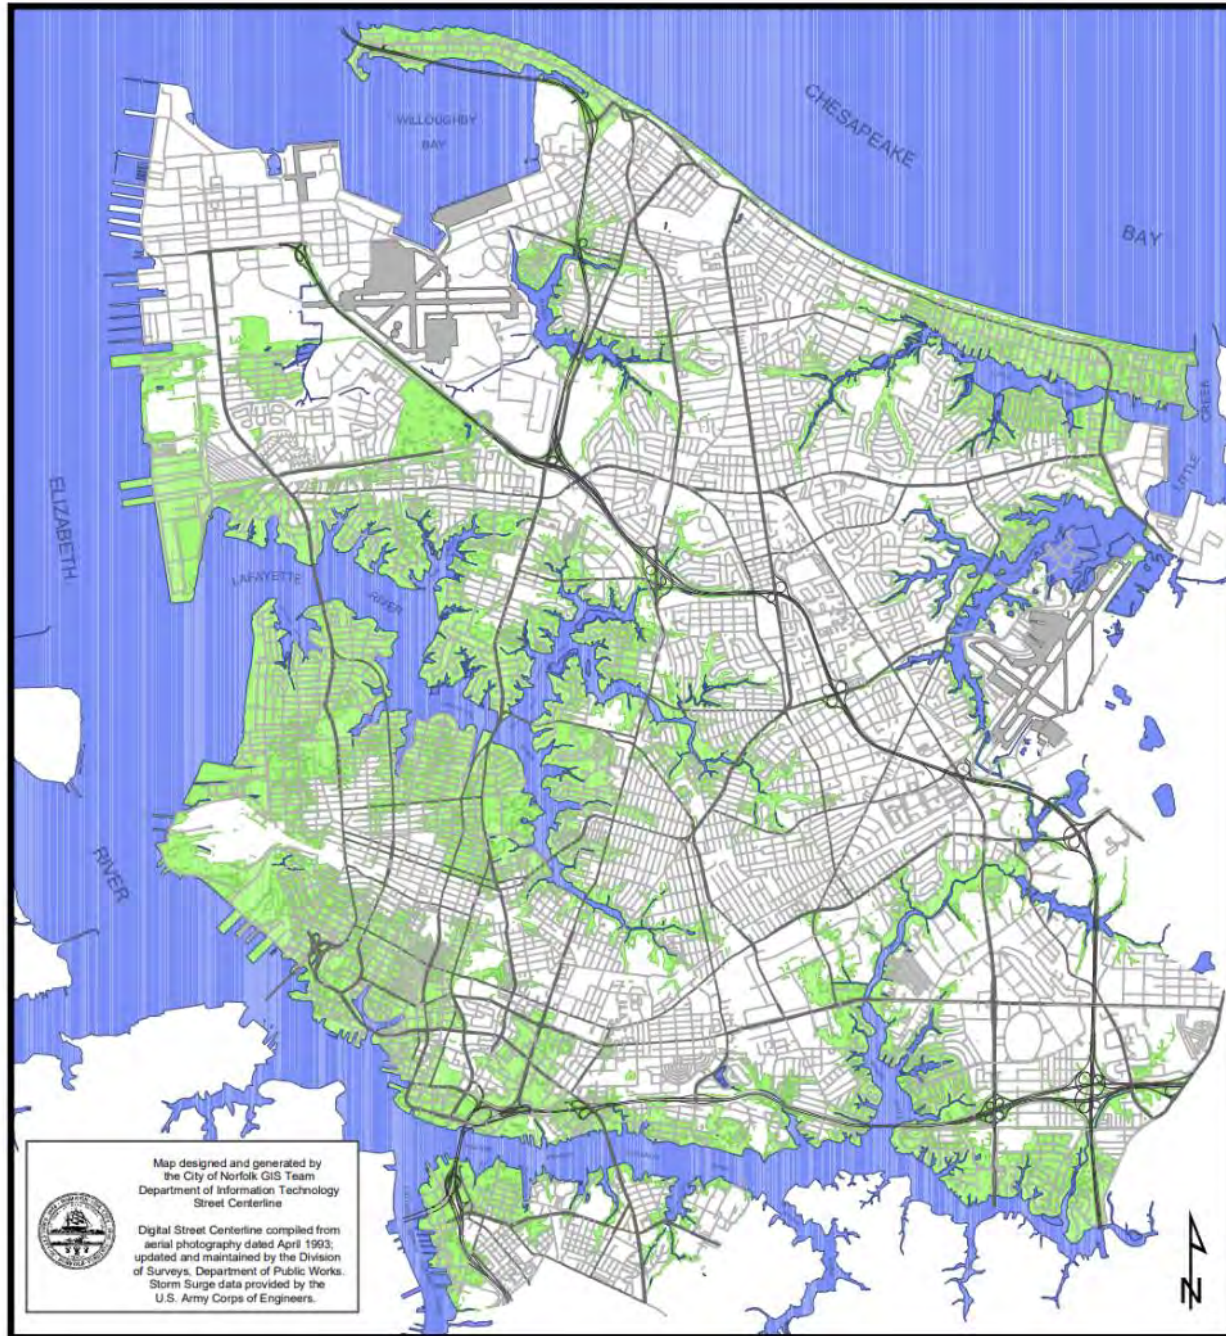 CHESAPEAKE
WILLOUGHBY
BAY
BAY
CREEK
LITTLE
ELIZABETH
LAFAYETTE
RIVER
RIVER
Map designed and generated by
the City of Norfolk GIS Team
Department of Information Technology
Street Centerline
Digital Street Centerline compiled from
aerial photography dated April 1993;
updated and maintained by the Division
of Surveys, Department of Public Works.
Storm Surge data provided by the
U.S. Army Corps of Engineers.
N